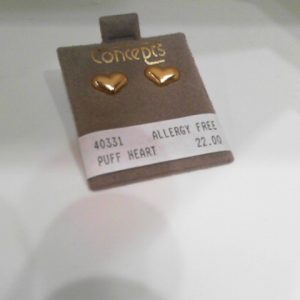 Concepts
40331 ALLERGY FREE
PUFF HEART 22.00